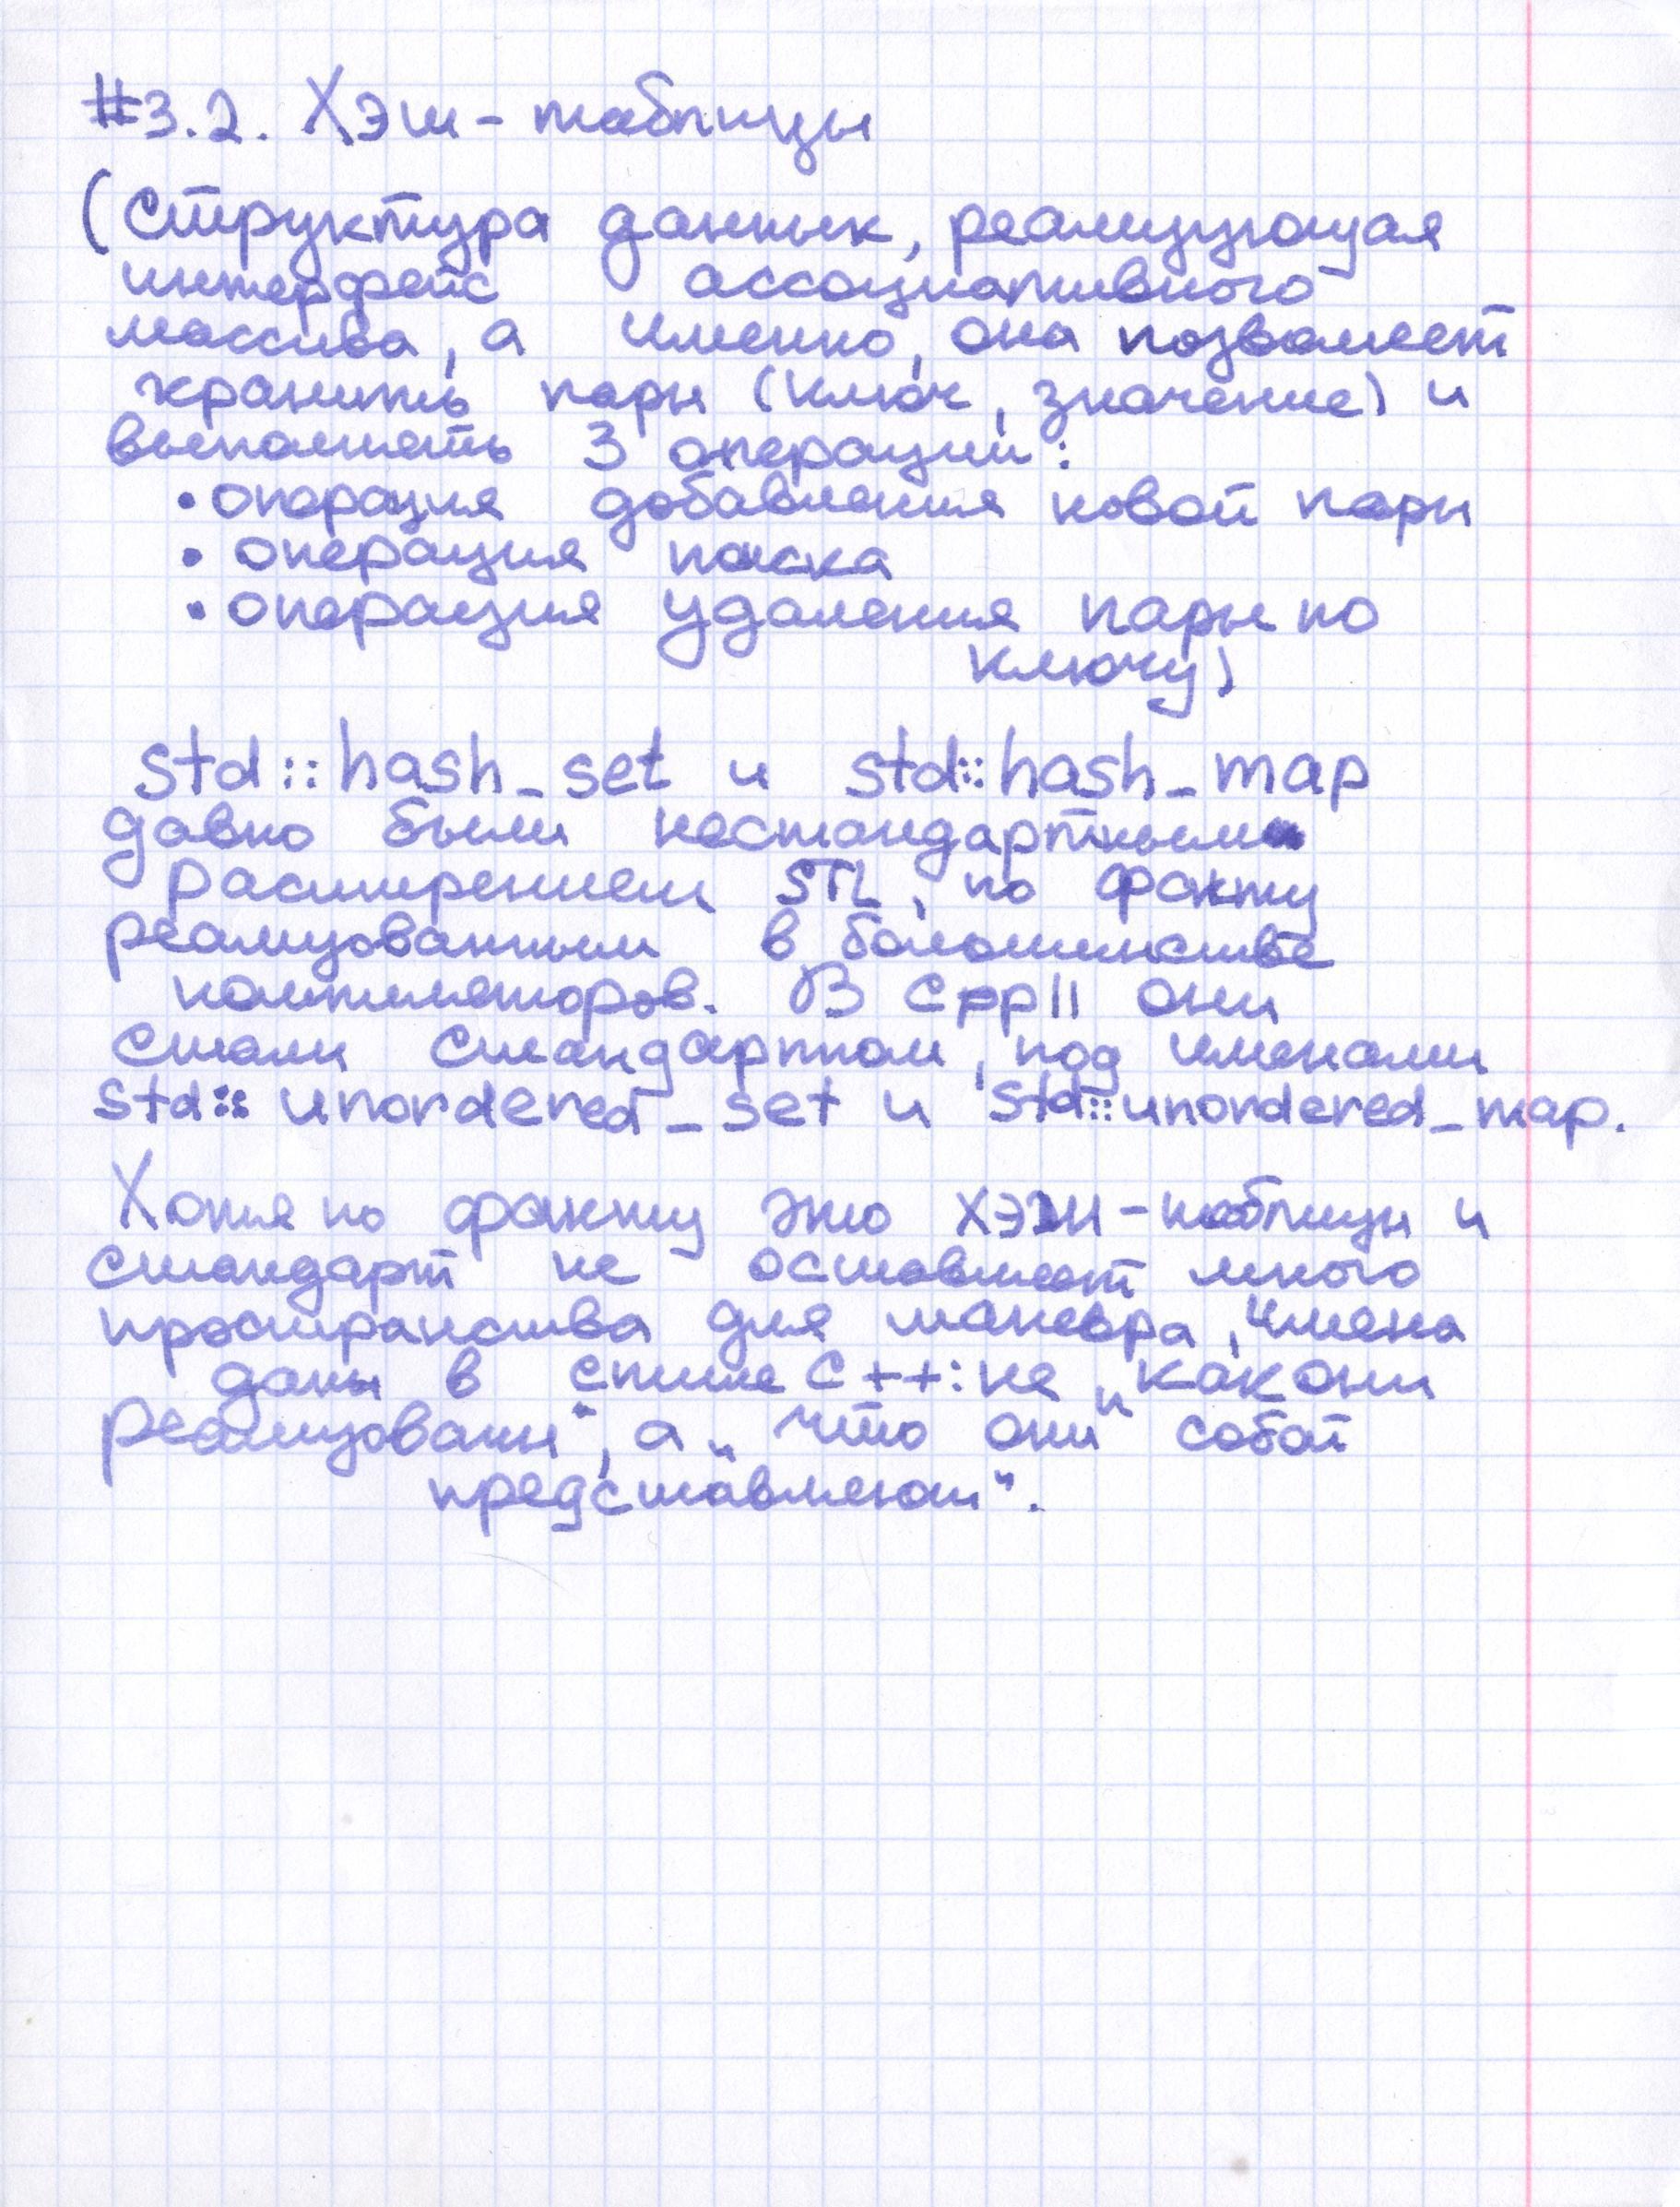 #3.2. Хэш-таблицы
(Структура данных, реализующая
интерфейс ассоциативного
массива, а именно, она позволяет
хранить пары (ключ, значение) и
выполнять 3 операции:
• операция добавления новой пары
• операция поиска
• операция удаления пары по
ключу)
std::hash_set и std::hash_map
давно были нестандартным
расширением STL, по факту
реализованным в большинстве
компиляторов. В cpp11 они
стали стандартом, под именами
std::unordered_set и std::unordered_map.
Хотя по факту это хэш-таблицы и
стандарт не оставляет много
пространства для маневра, имена
даны в стиле C++: не „как они
реализованы“, а „что они собой
представляют“.